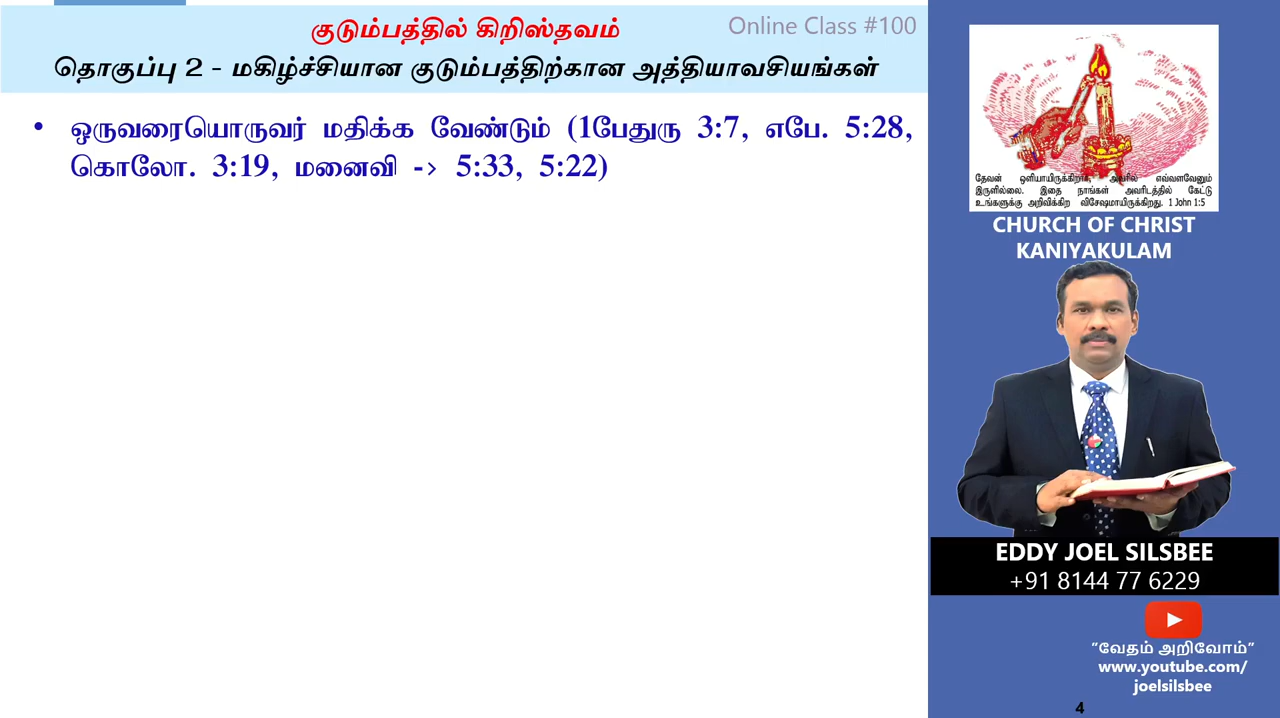 குடும்பத்தில் கிறிஸ்தவம்
Online Class #100
தொகுப்பு 2 - மகிழ்ச்சியான குடும்பத்திற்கான அத்தியாவசியங்கள்
• ஒருவரையொருவர் மதிக்க வேண்டும் (1பேதுரு 3:7, எபே. 5:28,
கொலோ. 3:19, மனைவி -> 5:33, 5:22)
தேவன் ஒளியாயிருக்கிறார், அவரில் எவ்வளவேனும்
இருளில்லை. இதை நாங்கள் அவரிடத்தில் கேட்டு
உங்களுக்கு அறிவிக்கிற விசேஷமாயிருக்கிறது. 1 John 1:5
CHURCH OF CHRIST
KANIYAKULAM
EDDY JOEL SILSBEE
+91 8144 77 6229
"வேதம் அறிவோம்"
www.youtube.com/
joelsilsbee
4